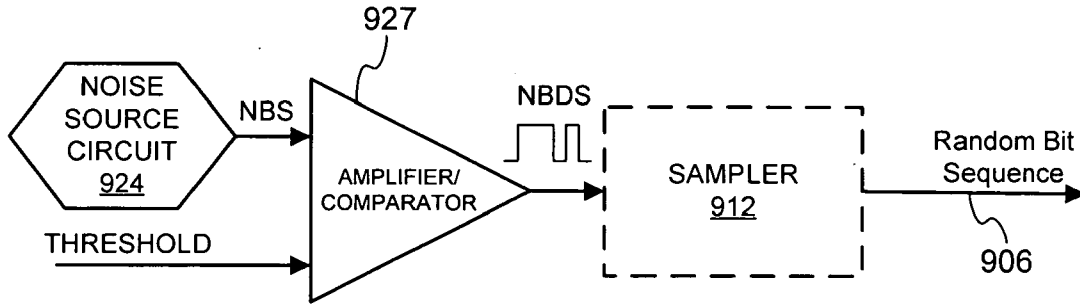 927
NOISE
SOURCE
CIRCUIT
924
NBS
NBDS
AMPLIFIER/
COMPARATOR
SAMPLER
912
Random Bit
Sequence
THRESHOLD
906